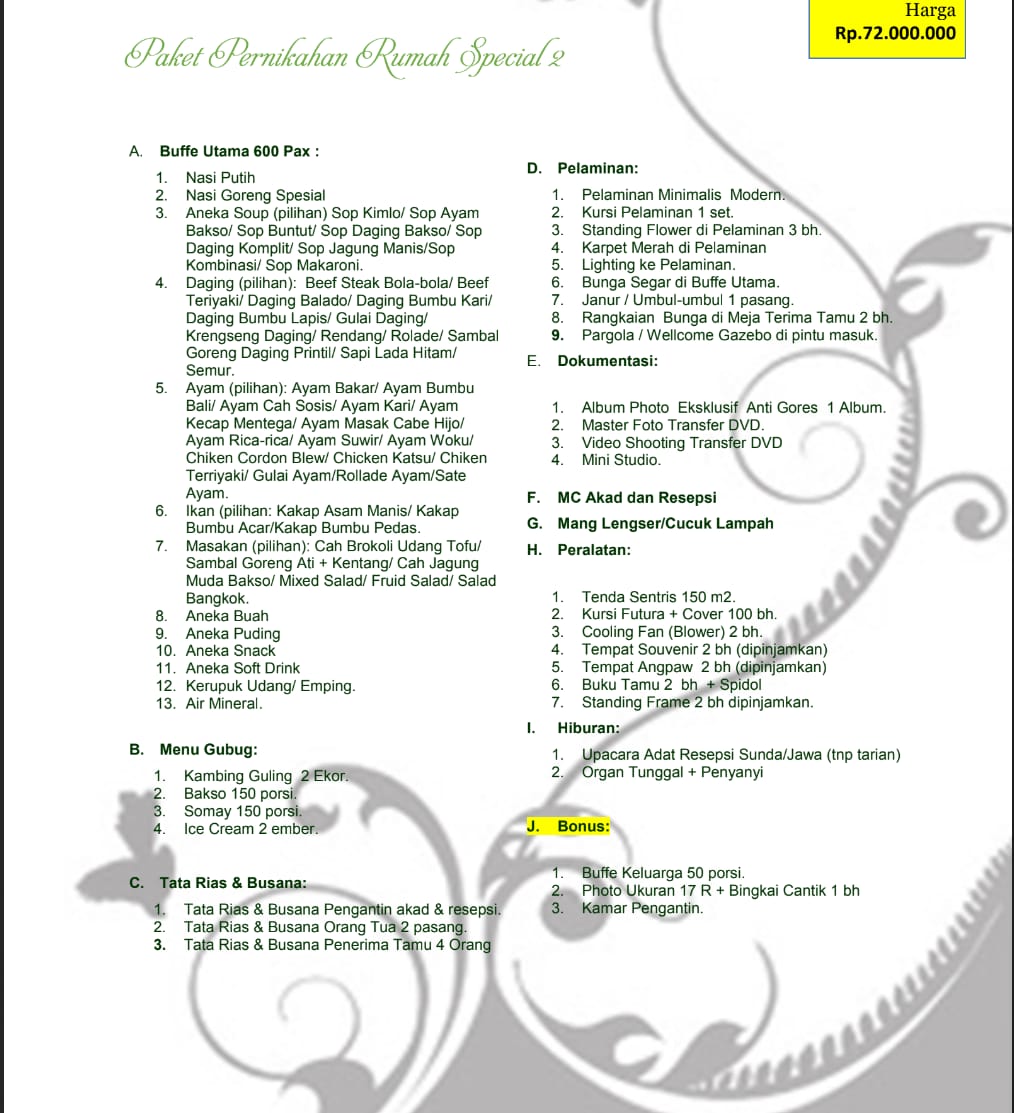 Harga
Rp.72.000.000
Paket Pernikahan Rumah Special 2
A. Buffe Utama 600 Pax :
1. Nasi Putih
2. Nasi Goreng Spesial
3. Aneka Soup (pilihan) Sop Kimlo/ Sop Ayam
Bakso/ Sop Buntut/ Sop Daging Bakso/ Sop
Daging Komplit/ Sop Jagung Manis/Sop
Kombinasi/ Sop Makaroni.
4. Daging (pilihan): Beef Steak Bola-bola/ Beef
Teriyaki/ Daging Balado/ Daging Bumbu Kari/
Daging Bumbu Lapis/ Gulai Daging/
Krengseng Daging/ Rendang/ Rolade/ Sambal
Goreng Daging Printil/ Sapi Lada Hitam/
Semur.
5. Ayam (pilihan): Ayam Bakar/ Ayam Bumbu
Bali/ Ayam Cah Sosis/ Ayam Kari/ Ayam
Kecap Mentega/ Ayam Masak Cabe Hijo/
Ayam Rica-rica/ Ayam Suwir/ Ayam Woku/
Chiken Cordon Blew/ Chicken Katsu/ Chiken
Terriyaki/ Gulai Ayam/Rollade Ayam/Sate
Ayam.
6. Ikan (pilihan: Kakap Asam Manis/ Kakap
Bumbu Acar/Kakap Bumbu Pedas.
7. Masakan (pilihan): Cah Brokoli Udang Tofu/
Sambal Goreng Ati + Kentang/ Cah Jagung
Muda Bakso/ Mixed Salad/ Fruid Salad/ Salad
Bangkok.
8. Aneka Buah
9. Aneka Puding
10. Aneka Snack
11. Aneka Soft Drink
12. Kerupuk Udang/ Emping.
13. Air Mineral.
B. Menu Gubug:
1. Kambing Guling 2 Ekor.
2. Bakso 150 porsi.
3. Somay 150 porsi.
4. Ice Cream 2 ember.
C. Tata Rias & Busana:
1. Tata Rias & Busana Pengantin akad & resepsi.
2. Tata Rias & Busana Orang Tua 2 pasang.
3. Tata Rias & Busana Penerima Tamu 4 Orang
D. Pelaminan:
1. Pelaminan Minimalis Modern.
2. Kursi Pelaminan 1 set.
3. Standing Flower di Pelaminan 3 bh.
4. Karpet Merah di Pelaminan
5. Lighting ke Pelaminan.
6. Bunga Segar di Buffe Utama.
7. Janur / Umbul-umbul 1 pasang.
8. Rangkaian Bunga di Meja Terima Tamu 2 bh.
9. Pargola / Wellcome Gazebo di pintu masuk.
E. Dokumentasi:
1. Album Photo Eksklusif Anti Gores 1 Album.
2. Master Foto Transfer DVD.
3. Video Shooting Transfer DVD
4. Mini Studio.
F. MC Akad dan Resepsi
G. Mang Lengser/Cucuk Lampah
H. Peralatan:
1. Tenda Sentris 150 m2.
2. Kursi Futura + Cover 100 bh.
3. Cooling Fan (Blower) 2 bh.
4. Tempat Souvenir 2 bh (dipinjamkan)
5. Tempat Angpaw 2 bh (dipinjamkan)
6. Buku Tamu 2 bh + Spidol
7. Standing Frame 2 bh dipinjamkan.
I. Hiburan:
1. Upacara Adat Resepsi Sunda/Jawa (tnp tarian)
2. Organ Tunggal + Penyanyi
J. Bonus:
1. Buffe Keluarga 50 porsi.
2. Photo Ukuran 17 R + Bingkai Cantik 1 bh
3. Kamar Pengantin.